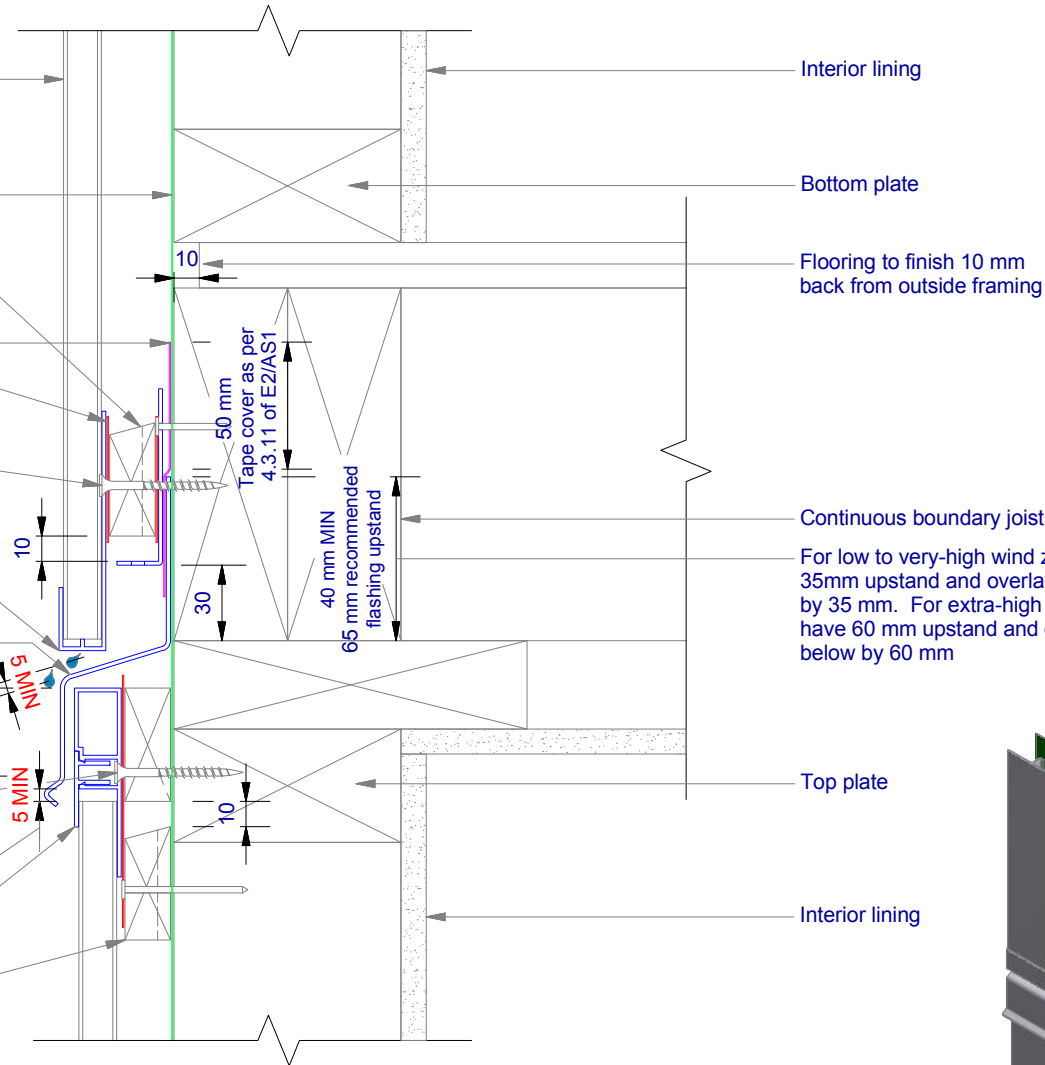 Interior lining
Bottom plate
10
Flooring to finish 10 mm
back from outside framing
50 mm
Tape cover as per
4.3.11 of E2/AS1
40 mm MIN
65 mm recommended
flashing upstand
10
30
Continuous boundary joist
For low to very-high wind
35mm upstand and
by 35 mm. For extra-high
have 60 mm upstand and
below by 60 mm
5 MIN
5 MIN
10
Top plate
Interior lining